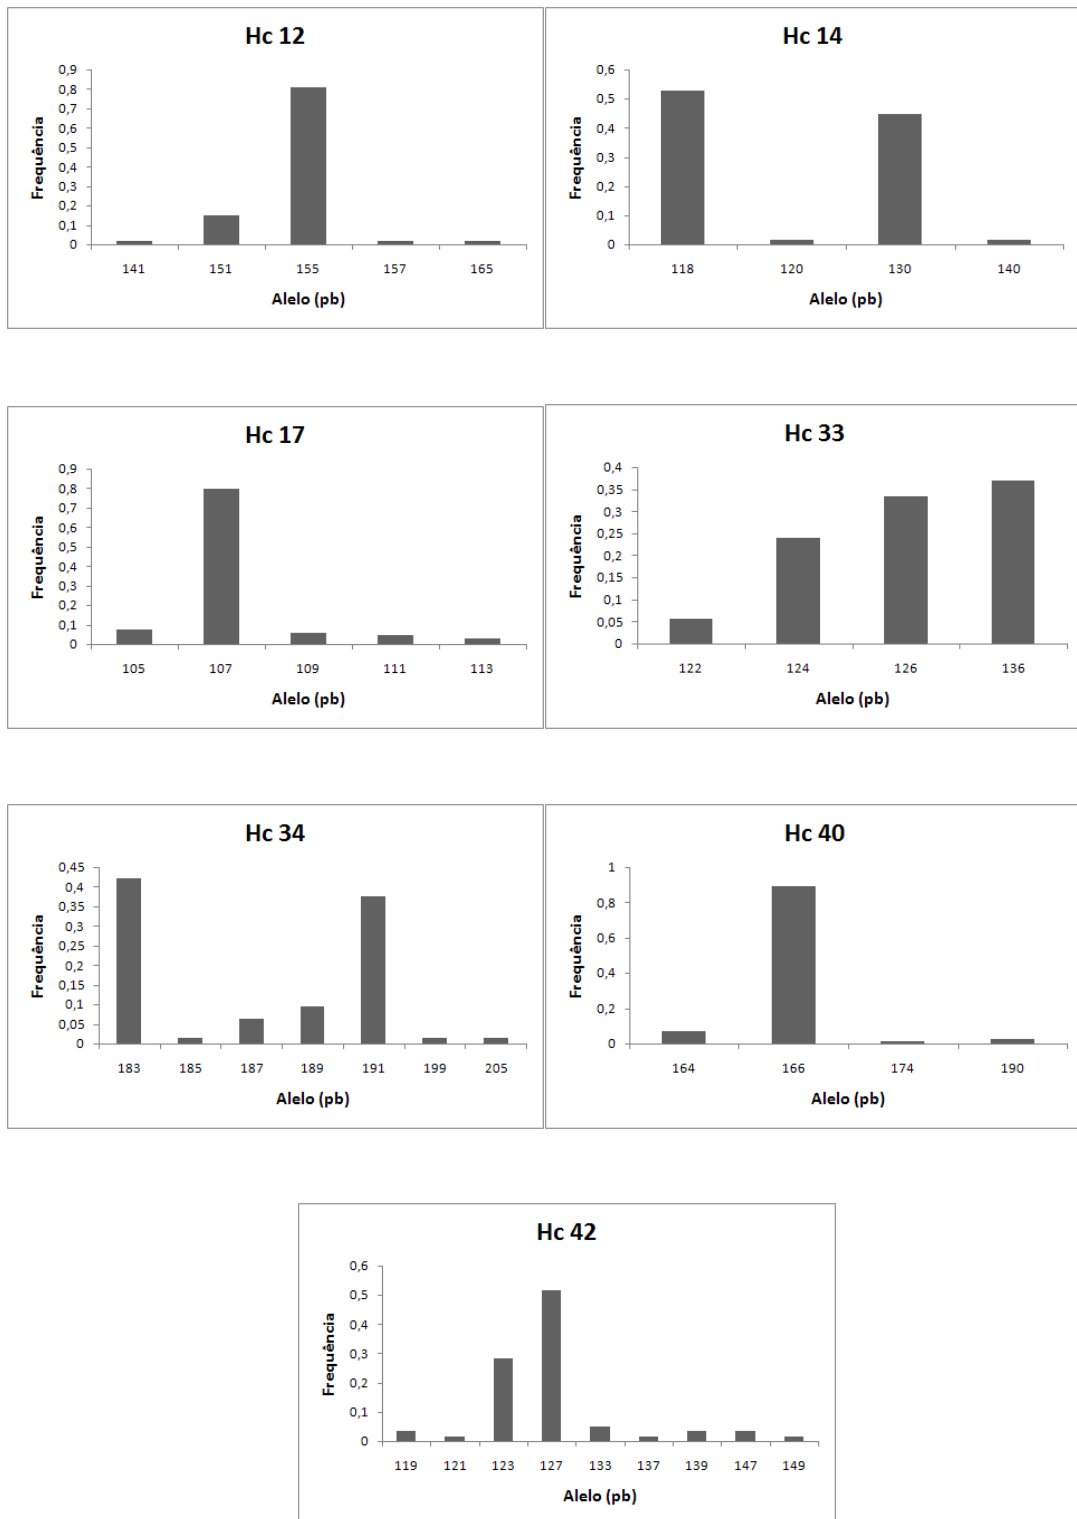 Hc 12
0,9
0,8
0,7
0,6
0,5
0,4
0,3
0,2
0,1
0
Frequência
141 151 155 157 165
Alelo (pb)
Hc 14
0,6
0,5
0,4
0,3
0,2
0,1
0
Frequência
118 120 130 140
Alelo (pb)
Hc 17
0,9
0,8
0,7
0,6
0,5
0,4
0,3
0,2
0,1
0
Frequência
105 107 109 111 113
Alelo (pb)
Hc 33
0,4
0,35
0,3
0,25
0,2
0,15
0,1
0,05
0
Frequência
122 124 126 136
Alelo (pb)
Hc 34
0,45
0,4
0,35
0,3
0,25
0,2
0,15
0,1
0,05
0
Frequência
183 185 187 189 191 199 205
Alelo (pb)
Hc 40
1
0,8
0,6
0,4
0,2
0
Frequência
164 166 174 190
Alelo (pb)
Hc 42
0,6
0,5
0,4
0,3
0,2
0,1
0
Frequência
119 121 123 127 133 137 139 147 149
Alelo (pb)